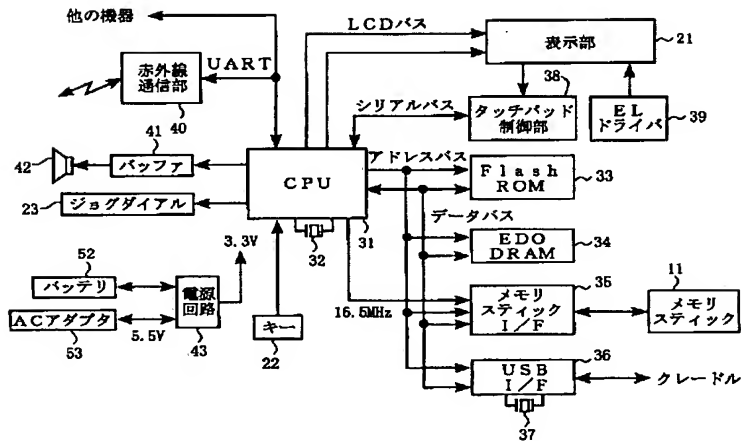 他の機器
LCDバス
表示部
21
UART
赤外線
通信部
40
38
シリアルバス
タッチパッド
制御部
ELドライバ
39
41
42
バッファ
CPU
アドレスバス
Flash
ROM
33
23
ジョグダイアル
32
31
データバス
EDO
DRAM
34
3.3V
52
バッテリ
電源
回路
35
メモリ
スティック
I/F
11
メモリ
スティック
ACアダプタ
53
5.5V
43
キー
22
16.5MHz
36
USB
I/F
クレードル
37